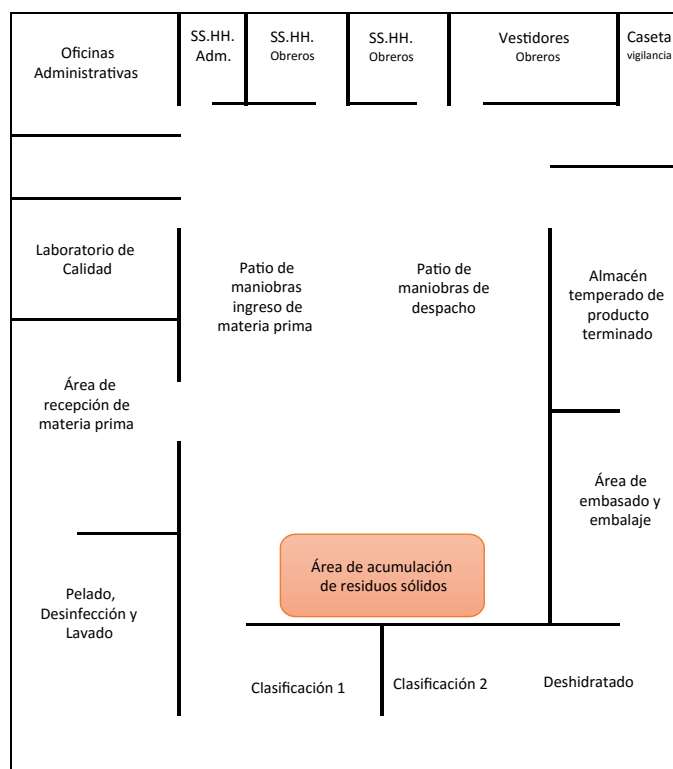 Oficinas
Administrativas
SS.HH.
Adm.
SS.HH.
Obreros
SS.HH.
Obreros
Vestidores
Obreros
Caseta
vigilancia
Laboratorio de
Calidad
Patio de
maniobras
ingreso de
materia prima
Patio de
maniobras de
despacho
Almacén
temperado de
producto
terminado
Área de
recepción de
materia prima
Área de
embasado y
embalaje
Área de acumulación
de residuos sólidos
Pelado,
Desinfección y
Lavado
Clasificación 1
Clasificación 2
Deshidratado